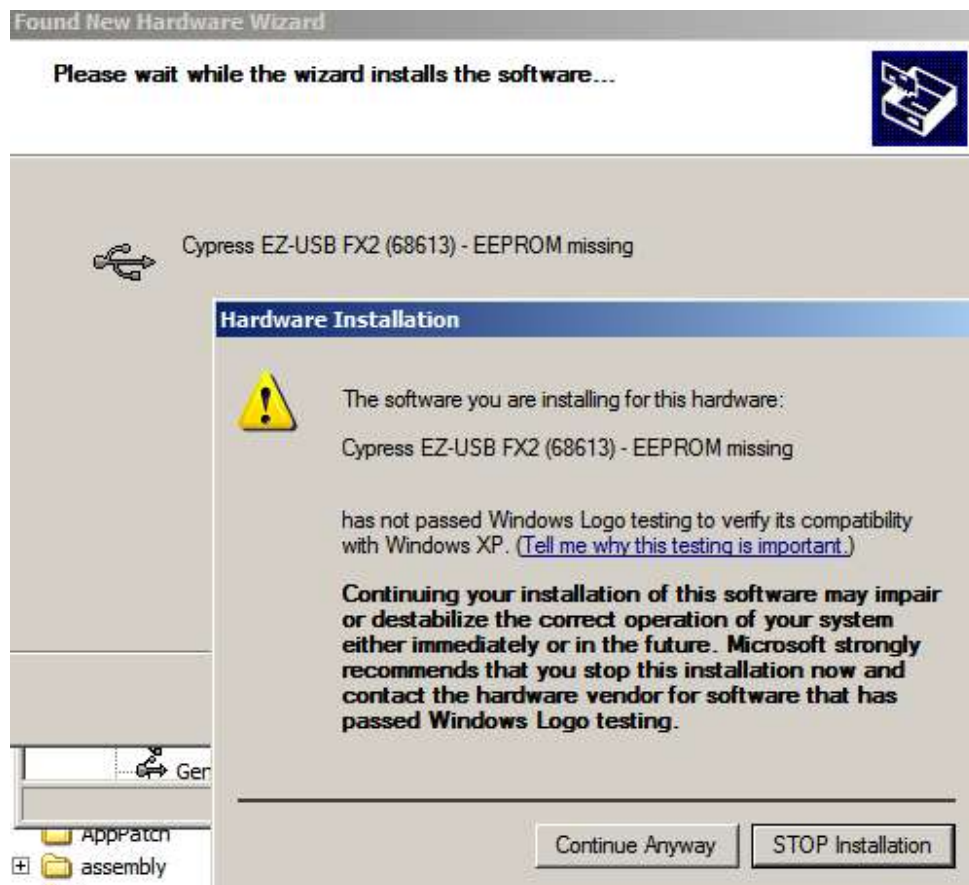 Found New Hardware Wizard
Please wait while the wizard installs the software...
Cypress EZ-USB FX2 (68613) - EEPROM missing
Hardware Installation
The software you are installing for this hardware:
Cypress EZ-USB FX2 (68613) - EEPROM missing
has not passed Windows Logo testing to verify its compatibility
with Windows XP. (Tell me why this testing is important.)
Continuing your installation of this software may impair
or destabilize the correct operation of your system
either immediately or in the future. Microsoft strongly
recommends that you stop this installation now and
contact the hardware vendor for software that has
passed Windows Logo testing.
Gen
Continue Anyway
STOP Installation
AppPatch
assembly